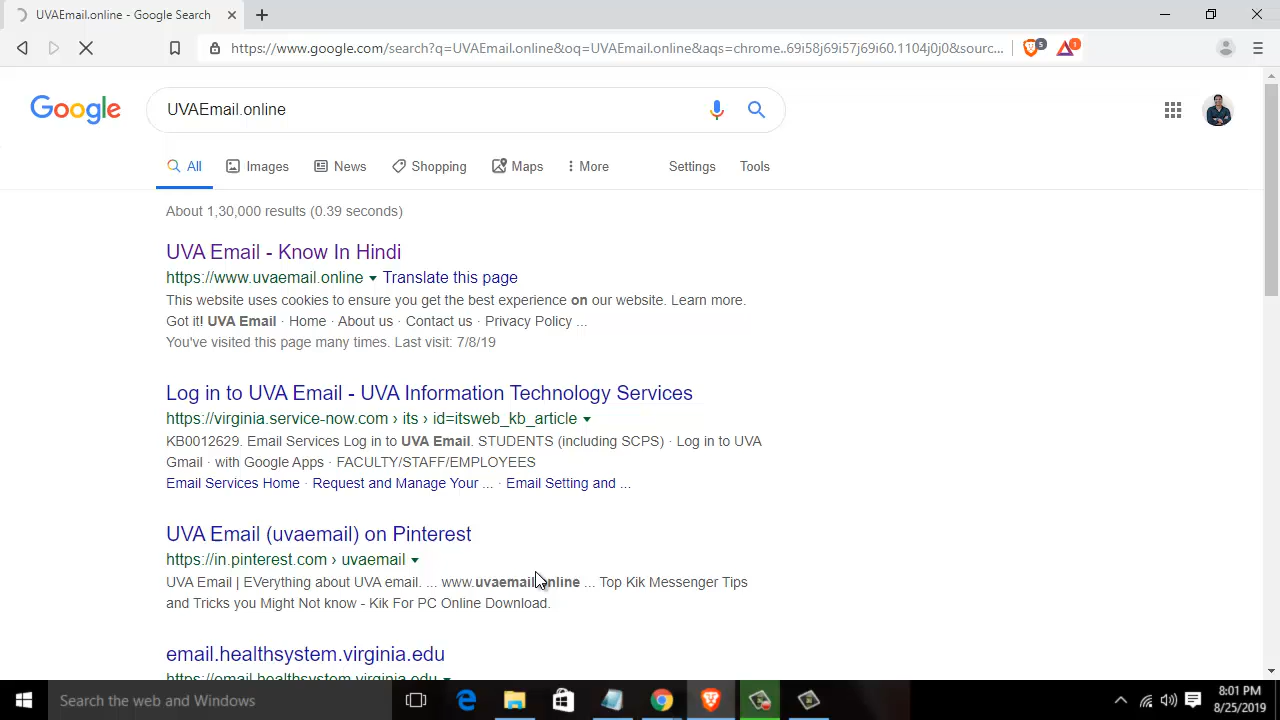 UVAEmail.online - Google Search
https://www.google.com/search?q=UVAEmail.online&oq=UVAEmail.online&aqs=chrome..69i58j69i57j69i60.1104j0j0&sourc...
5
1
Google
UVAEmail.online
All
Images
News
Shopping
Maps
More
Settings
Tools
About 1,30,000 results (0.39 seconds)
UVA Email - Know In Hindi
https://www.uvaemail.online Translate this page
This website uses cookies to ensure you get the best experience on our website. Learn more.
Got it! UVA Email · Home · About us · Contact us · Privacy Policy ...
You've visited this page many times. Last visit: 7/8/19
Log in to UVA Email - UVA Information Technology Services
https://virginia.service-now.com › its › id=itsweb_kb_article
KB0012629. Email Services Log in to UVA Email. STUDENTS (including SCPS) · Log in to UVA
Gmail · with Google Apps · FACULTY/STAFF/EMPLOYEES
Email Services Home · Request and Manage Your ... · Email Setting and ...
UVA Email (uvaemail) on Pinterest
https://in.pinterest.com › uvaemail
UVA Email | EVerything about UVA email. ... www.uvaemail.online ... Top Kik Messenger Tips
and Tricks you Might Not know - Kik For PC Online Download.
email.healthsystem.virginia.edu
https://email.healthsystem.virginia.edu
Search the web and Windows
8:01 PM
8/25/2019